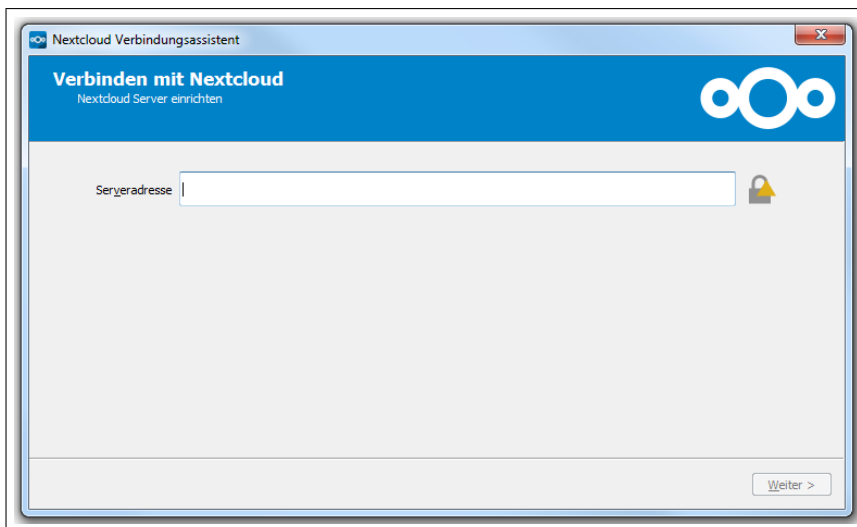 Nextcloud Verbindungsassistent
Verbinden mit Nextcloud
Nextcloud Server einrichten
Serveradresse
Weiter >